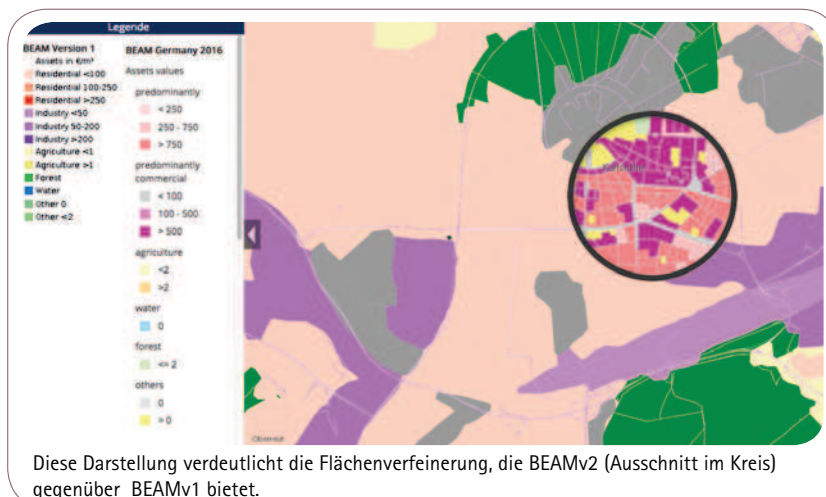 Legende
BEAM Version 1
Assets in €/m²
Residential <100
Residential 100-250
Residential >250
Industry <50
Industry 50-200
Industry >200
Agriculture <1
Agriculture >1
Forest
Water
Other 0
Other <2
BEAM Germany 2016
Assets values
predominantly
< 250
250 - 750
> 750
predominantly
commercial
< 100
100 - 500
> 500
agriculture
<2
>2
water
0
forest
<= 2
others
0
> 0
Karlsruhe
Oberreut
Diese Darstellung verdeutlicht die Flächenverfeinerung, die BEAMv2 (Ausschnitt im Kreis)
gegenüber BEAMv1 bietet.